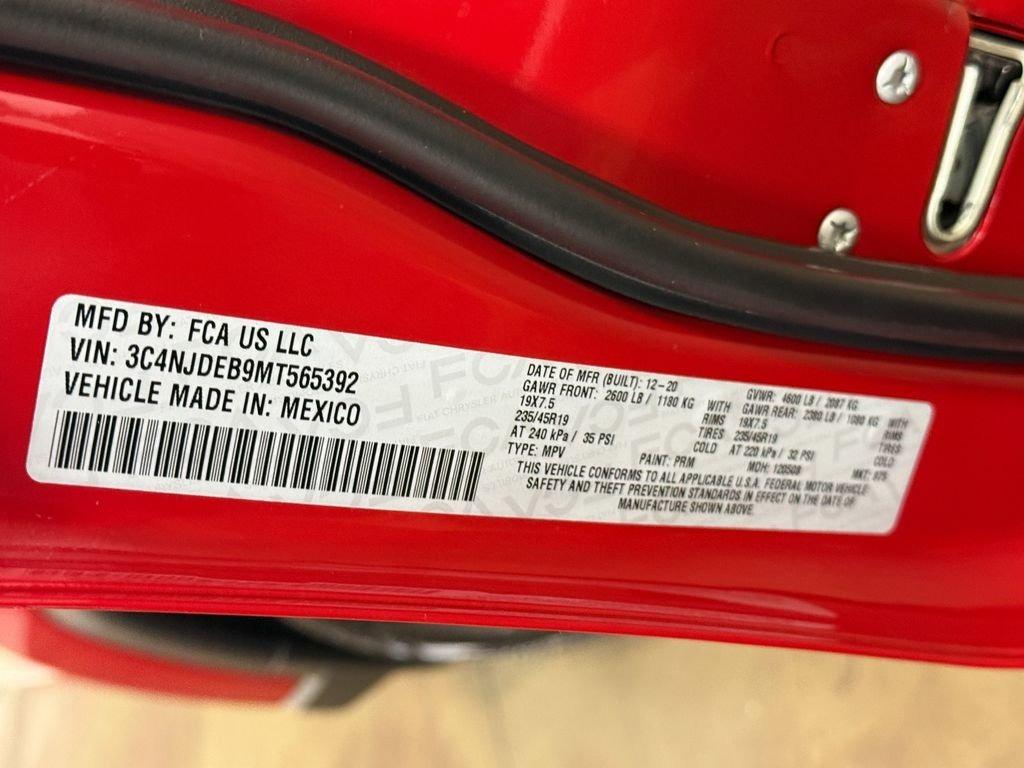 MFD BY: FCA US LLC
VIN: 3C4NJDEB9MT565392
VEHICLE MADE IN: MEXICO
DATE OF MFR (BUILT): 12-20 GVWR: 4600 LB / 2087 KG
GAWR FRONT: 2600 LB / 1180 KG WITH GAWR REAR: 2380 LB / 1080 KG WITH
19X7.5 RIMS 19X7.5 RIMS
235/45R19 TIRES 235/45R19 TIRES
AT 240 kPa / 35 PSI COLD AT 220 kPa / 32 PSI COLD
TYPE: MPV PAINT: PRM MDH: 120508 MKT: 975
THIS VEHICLE CONFORMS TO ALL APPLICABLE U.S.A. FEDERAL MOTOR VEHICLE
SAFETY AND THEFT PREVENTION STANDARDS IN EFFECT ON THE DATE OF
MANUFACTURE SHOWN ABOVE.